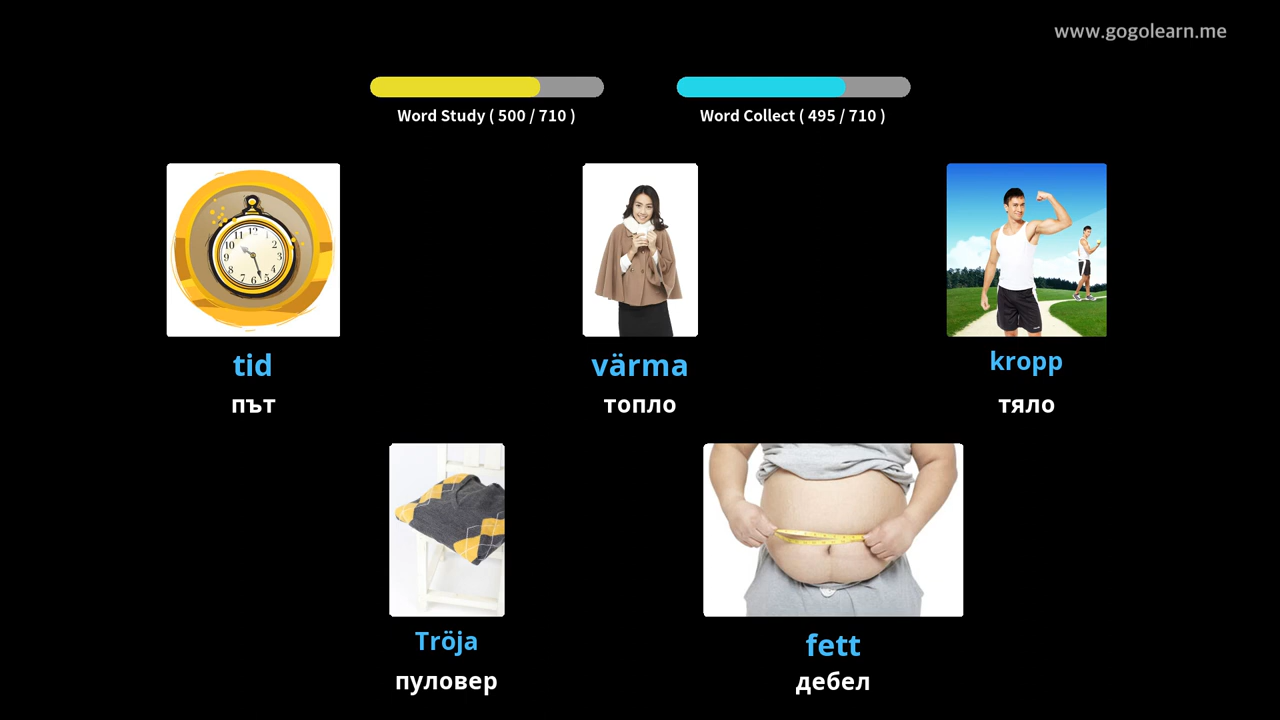 www.gogolearn.me
Word Study ( 500 / 710 )
Word Collect ( 495 / 710 )
tid
път
värma
топло
kropp
тяло
Tröja
пуловер
fett
дебел